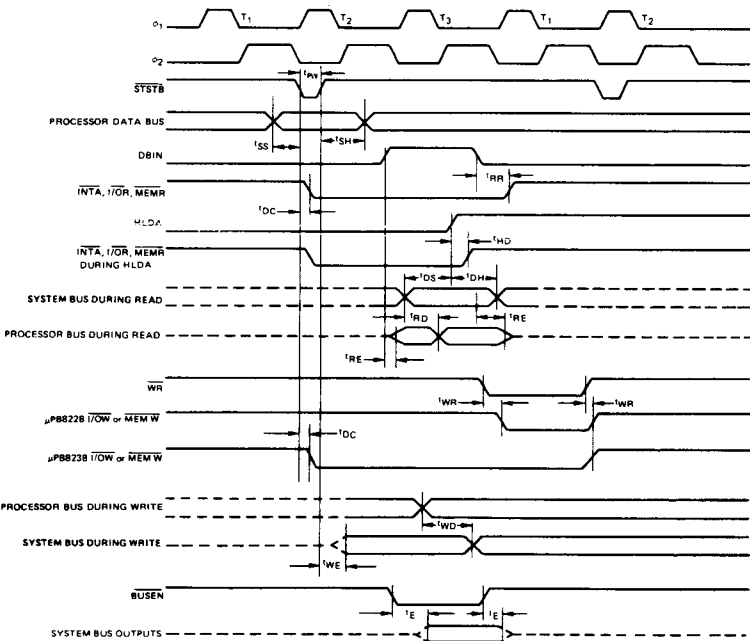 ϕ1 T1 T2 T3 T1 T2
ϕ2
tPW
STSTB
PROCESSOR DATA BUS
tSS tSH
DBIN
tRR
INTA, I/OR, MEMR
tDC
HLDA
tHD
INTA, I/OR, MEMR
DURING HLDA
tDS tDH
SYSTEM BUS DURING READ
tRD tRE
PROCESSOR BUS DURING READ
tRE
WR
tWR tWR
μPB8228 I/OW or MEM W
tDC
μPB8238 I/OW or MEM W
PROCESSOR BUS DURING WRITE
tWD
SYSTEM BUS DURING WRITE
tWE
BUSEN
tE tE
SYSTEM BUS OUTPUTS